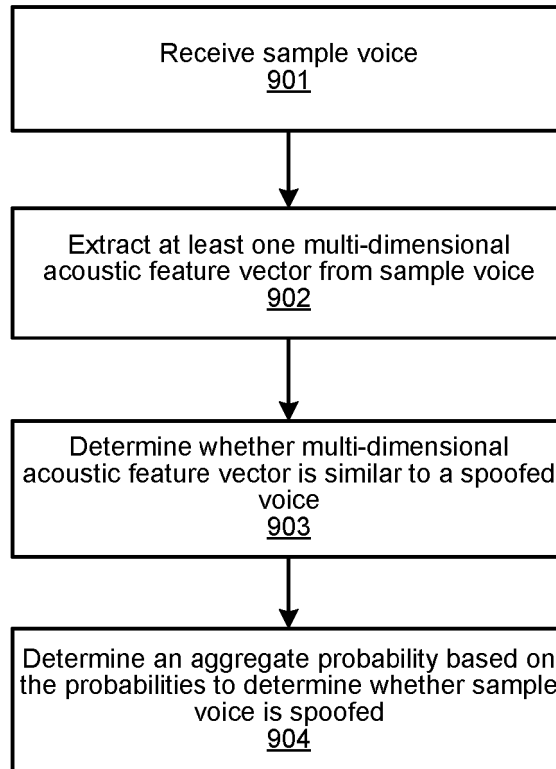 Receive sample voice
901
Extract at least one multi-dimensional
acoustic feature vector from sample voice
902
Determine whether multi-dimensional
acoustic feature vector is similar to a spoofed
voice
903
Determine an aggregate probability based on
the probabilities to determine whether sample
voice is spoofed
904